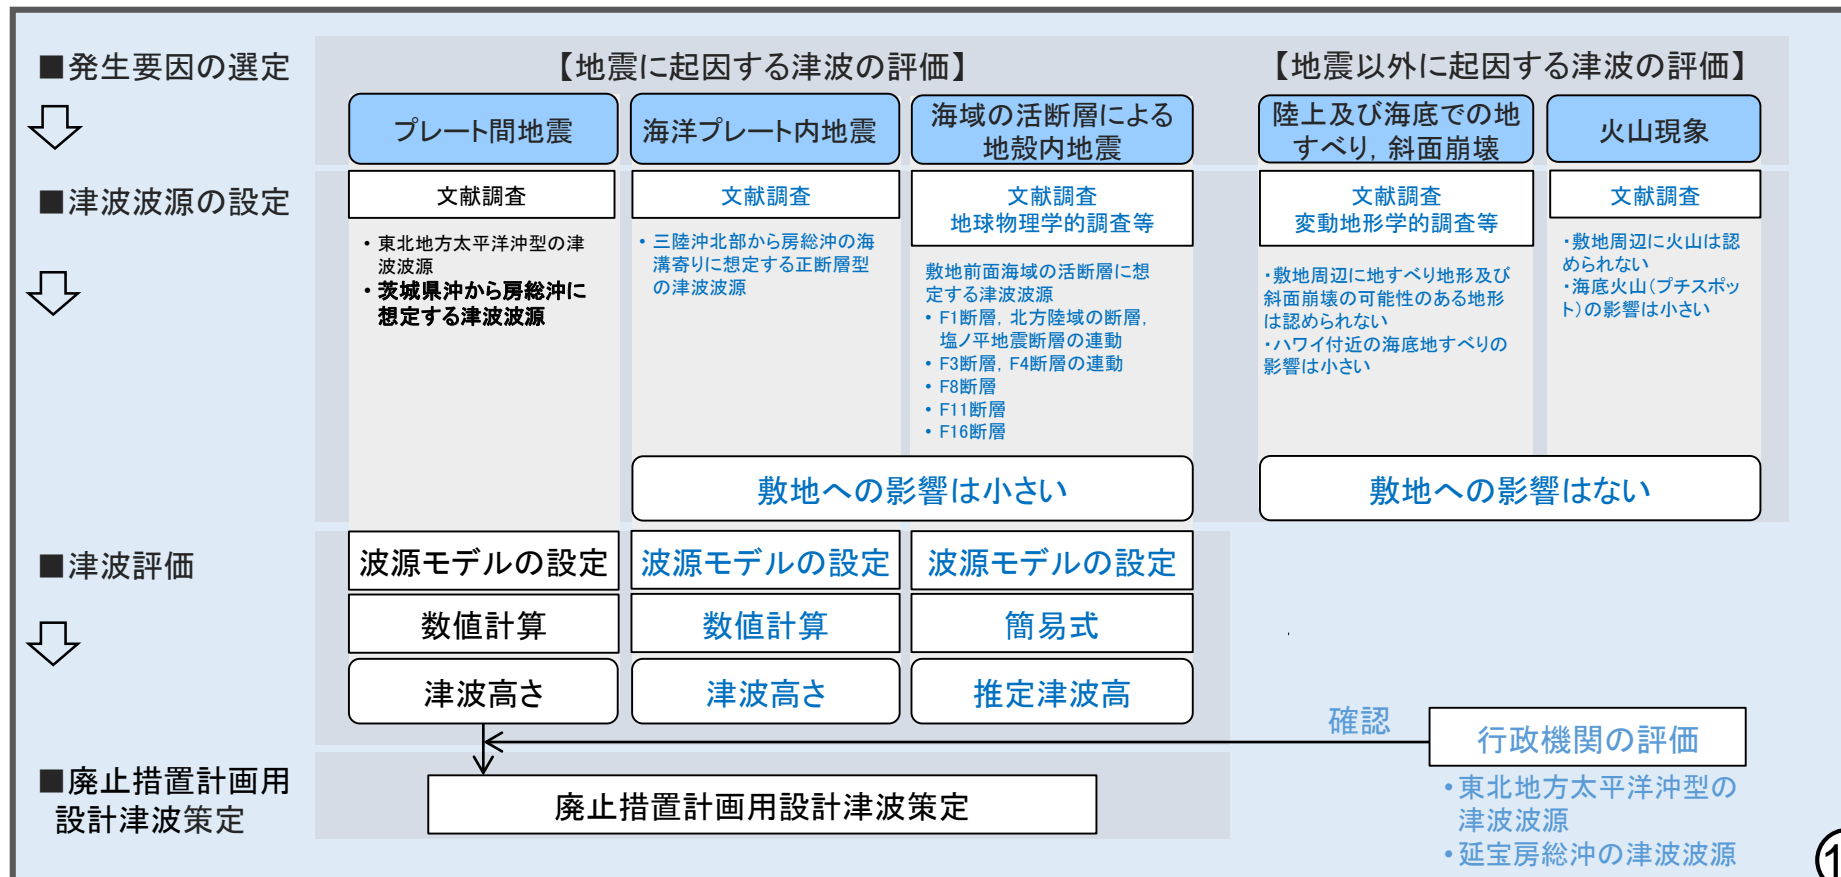 ■発生要因の選定
【地震に起因する津波の評価】
【地震以外に起因する津波の評価】
プレート間地震
海洋プレート内地震
海域の活断層による
地殻内地震
陸上及び海底での地
すべり，斜面崩壊
火山現象
■津波波源の設定
文献調査
・東北地方太平洋沖型の津
波波源
・茨城県沖から房総沖に
想定する津波波源
文献調査
・三陸沖北部から房総沖の海
溝寄りに想定する正断層型
の津波波源
文献調査
地球物理学的調査等
敷地前面海域の活断層に想
定する津波波源
・F1断層，北方陸域の断層，
塩ノ平地震断層の連動
・F3断層，F4断層の連動
・F8断層
・F11断層
・F16断層
文献調査
変動地形学的調査等
・敷地周辺に地すべり地形及び
斜面崩壊の可能性のある地形
は認められない
・ハワイ付近の海底地すべりの
影響は小さい
文献調査
・敷地周辺に火山は認
められない
・海底火山（プチスポッ
ト）の影響は小さい
敷地への影響は小さい
敷地への影響はない
■津波評価
波源モデルの設定
波源モデルの設定
波源モデルの設定
数値計算
数値計算
簡易式
津波高さ
津波高さ
推定津波高
確認
行政機関の評価
・東北地方太平洋沖型の
津波波源
・延宝房総沖の津波波源
■廃止措置計画用
設計津波策定
廃止措置計画用設計津波策定